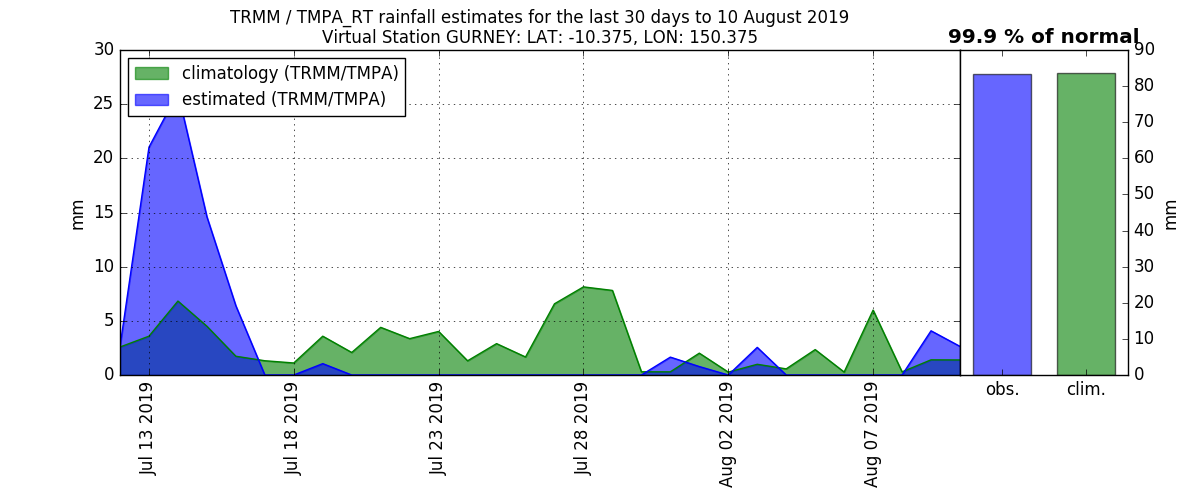 TRMM / TMPA_RT rainfall estimates for the last 30 days to 10 August 2019
Virtual Station GURNEY: LAT: -10.375, LON: 150.375
99.9 % of normal
climatology (TRMM/TMPA)
estimated (TRMM/TMPA)
30
25
20
15
10
5
0
mm
Jul 13 2019
Jul 18 2019
Jul 23 2019
Jul 28 2019
Aug 02 2019
Aug 07 2019
obs.
clim.
90
80
70
60
50
40
30
20
10
0
mm